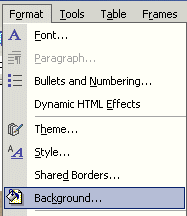 Format Tools Table Frames
Font...
Paragraph...
Bullets and Numbering...
Dynamic HTML Effects
Theme...
Style...
Shared Borders...
Background...